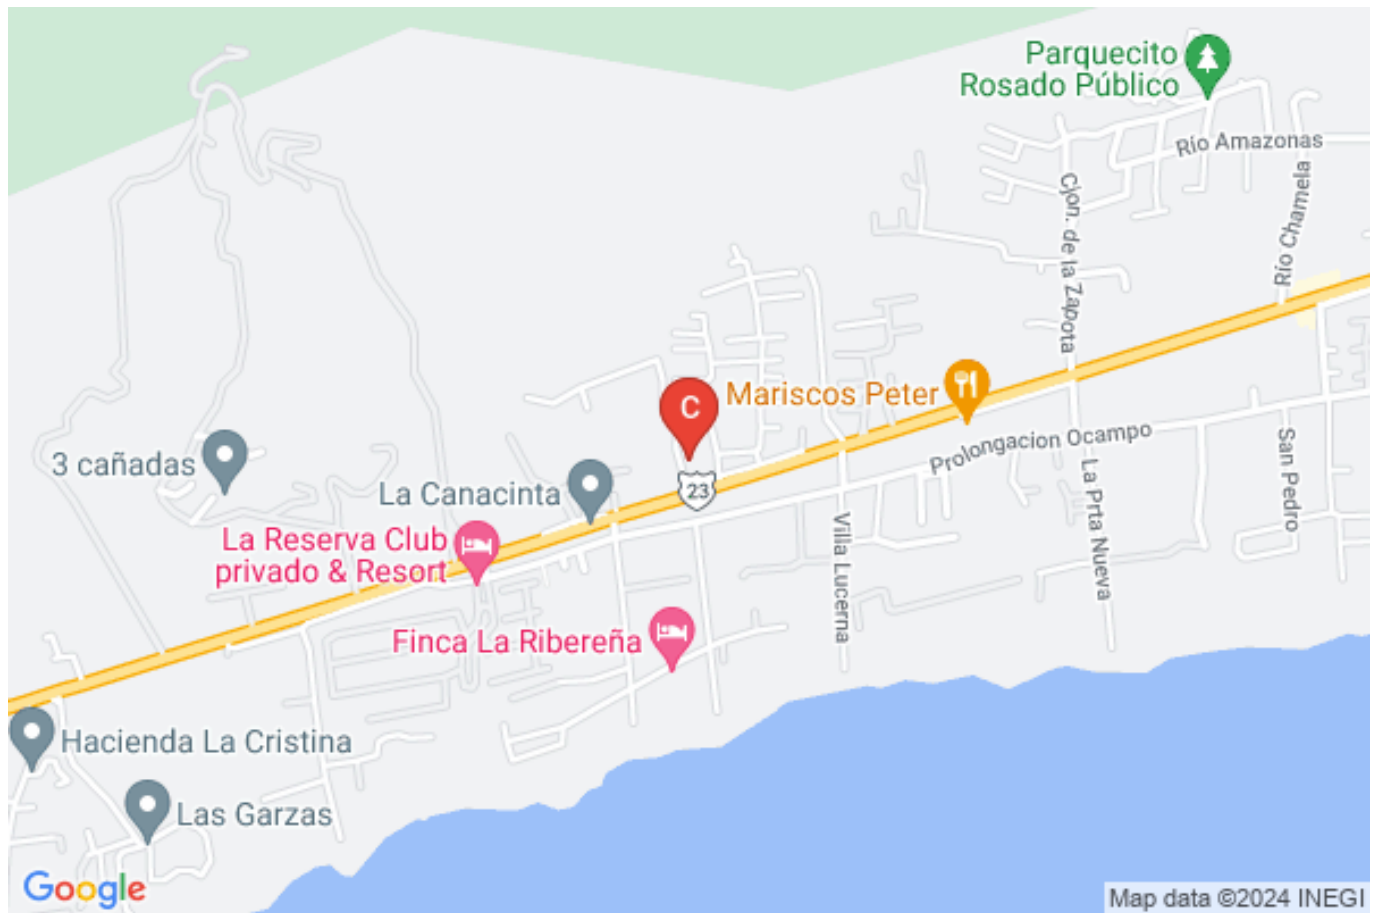 Parquecito
Rosado Público
Río Amazonas
Río Chamela
Cjon. de la Zapota
Mariscos Peter
C
23
3 cañadas
La Canacinta
Prolongacion Ocampo
San Pedro
La Prta Nueva
Villa Lucerna
La Reserva Club
privado & Resort
Finca La Ribereña
Hacienda La Cristina
Las Garzas
Google
Map data ©2024 INEGI